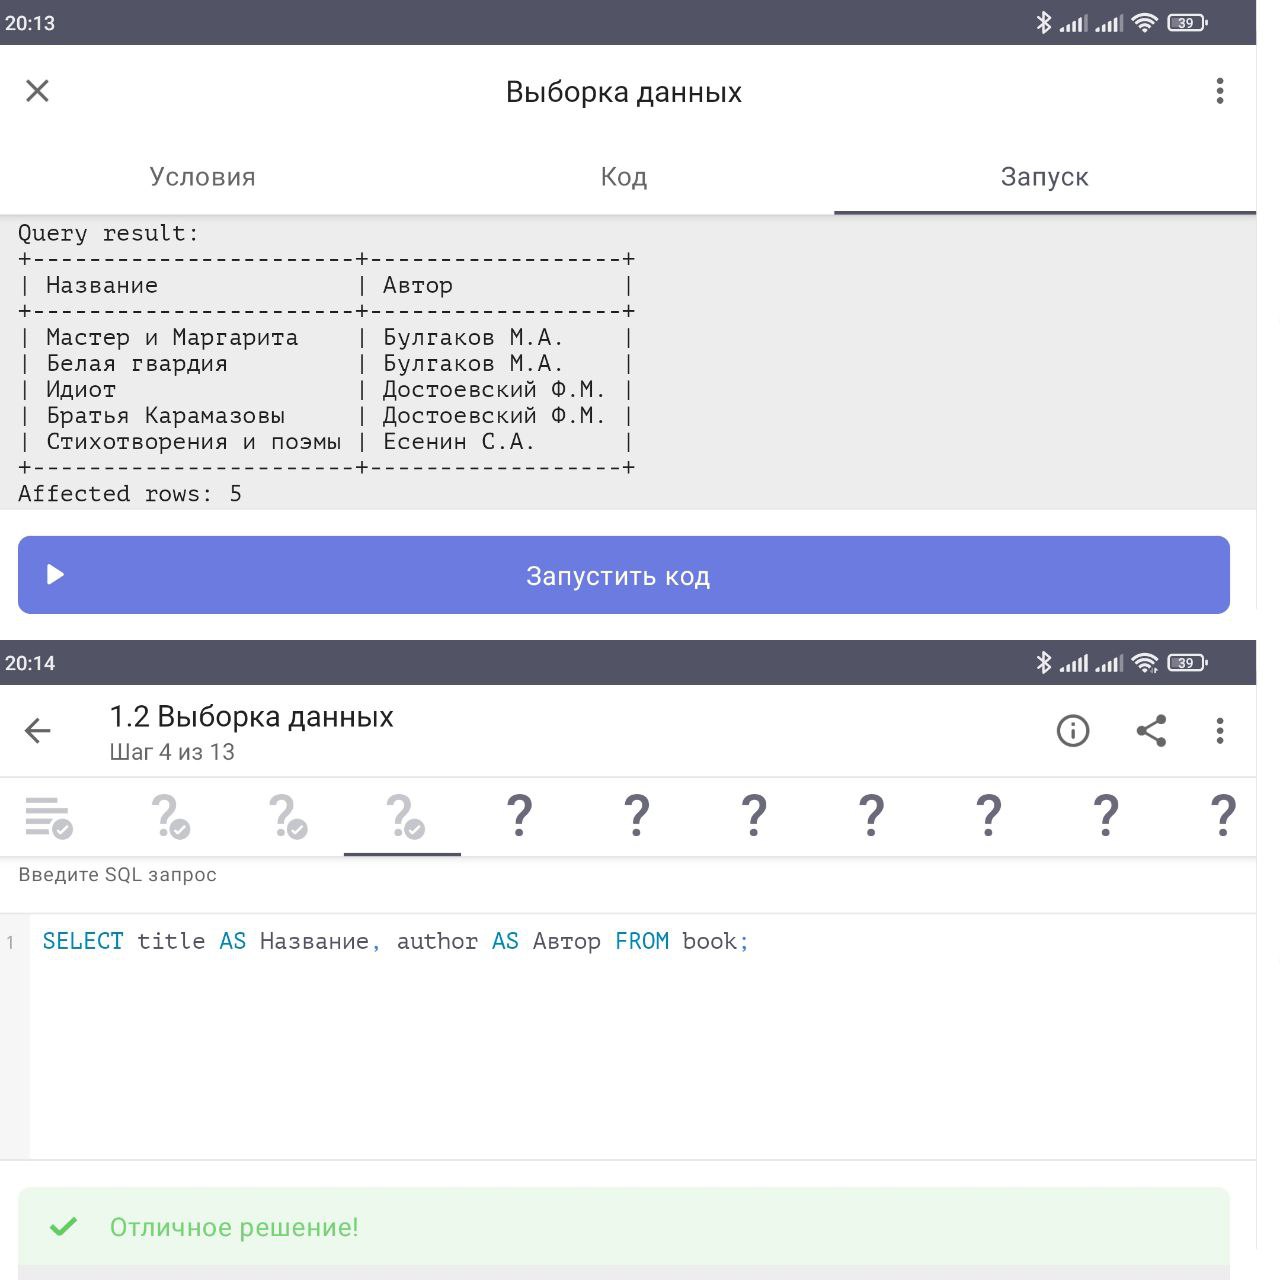 20:13
39
Выборка данных
Условия
Код
Запуск
Query result:
+-----------------------+------------------+
| Название              | Автор            |
+-----------------------+------------------+
| Мастер и Маргарита    | Булгаков М.А.    |
| Белая гвардия         | Булгаков М.А.    |
| Идиот                 | Достоевский Ф.М. |
| Братья Карамазовы     | Достоевский Ф.М. |
| Стихотворения и поэмы | Есенин С.А.      |
+-----------------------+------------------+
Affected rows: 5
Запустить код
20:14
39
1.2 Выборка данных
Шаг 4 из 13
? ? ? ? ? ? ? ? ? ?
Введите SQL запрос
1 SELECT title AS Название, author AS Автор FROM book;
Отличное решение!